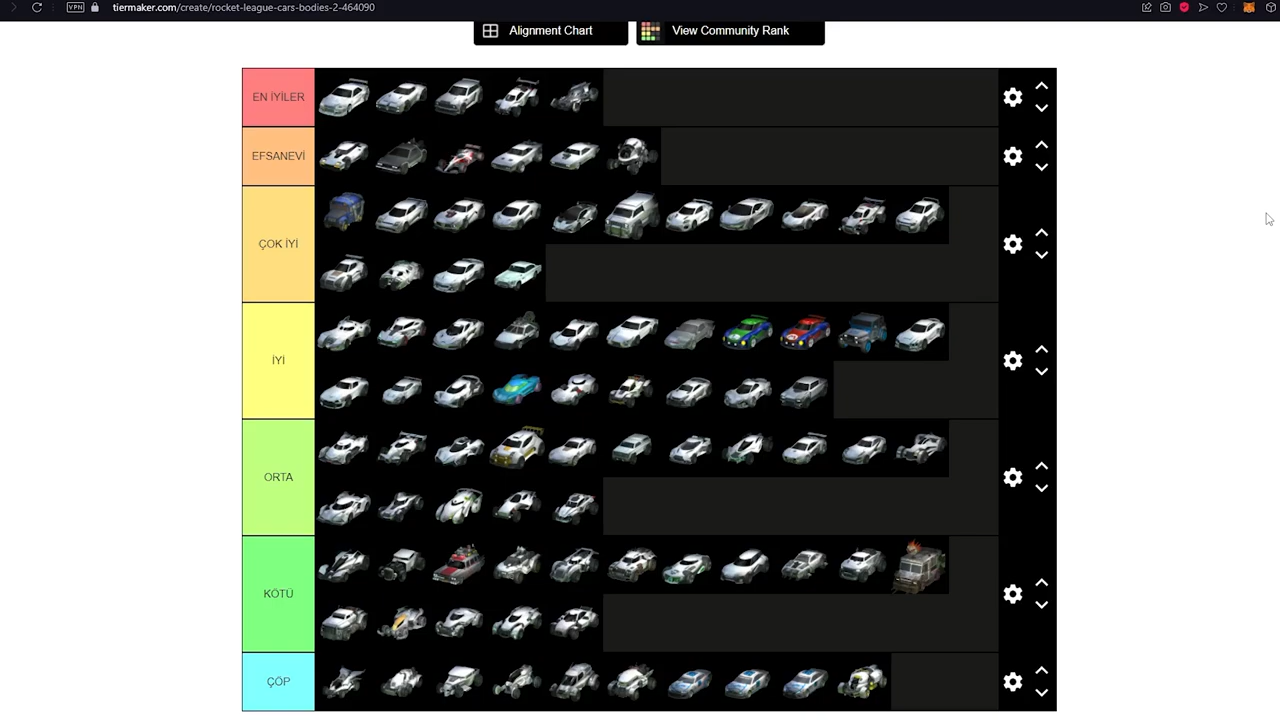 tiermaker.com/create/rocket-league-cars-bodies-2-464090
VPN
Alignment Chart
View Community Rank
EN İYİLER
EFSANEVİ
ÇOK İYİ
İYİ
ORTA
KÖTÜ
ÇÖP